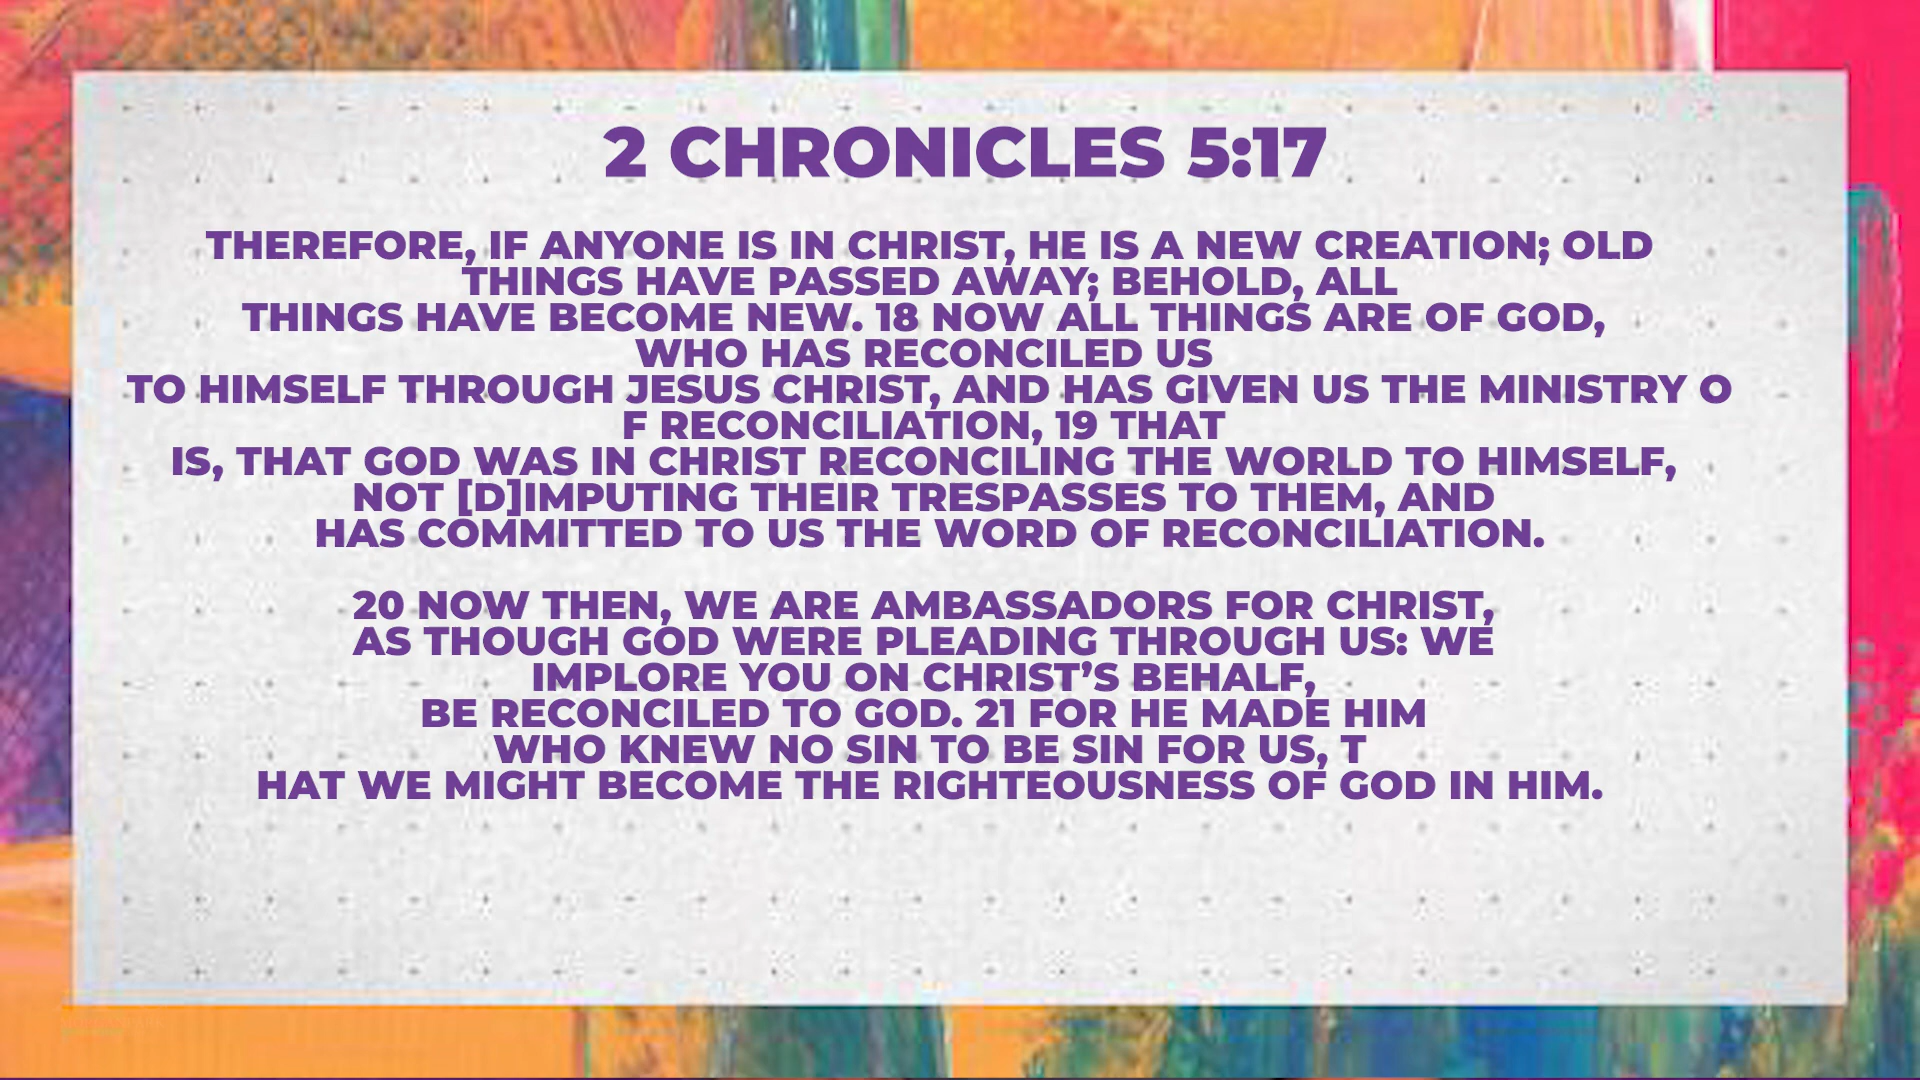 2 CHRONICLES 5:17
THEREFORE, IF ANYONE IS IN CHRIST, HE IS A NEW CREATION; OLD
THINGS HAVE PASSED AWAY; BEHOLD, ALL
THINGS HAVE BECOME NEW. 18 NOW ALL THINGS ARE OF GOD,
WHO HAS RECONCILED US
TO HIMSELF THROUGH JESUS CHRIST, AND HAS GIVEN US THE MINISTRY O
F RECONCILIATION, 19 THAT
IS, THAT GOD WAS IN CHRIST RECONCILING THE WORLD TO HIMSELF,
NOT [D]IMPUTING THEIR TRESPASSES TO THEM, AND
HAS COMMITTED TO US THE WORD OF RECONCILIATION.
20 NOW THEN, WE ARE AMBASSADORS FOR CHRIST,
AS THOUGH GOD WERE PLEADING THROUGH US: WE
IMPLORE YOU ON CHRIST’S BEHALF,
BE RECONCILED TO GOD. 21 FOR HE MADE HIM
WHO KNEW NO SIN TO BE SIN FOR US, T
HAT WE MIGHT BECOME THE RIGHTEOUSNESS OF GOD IN HIM.